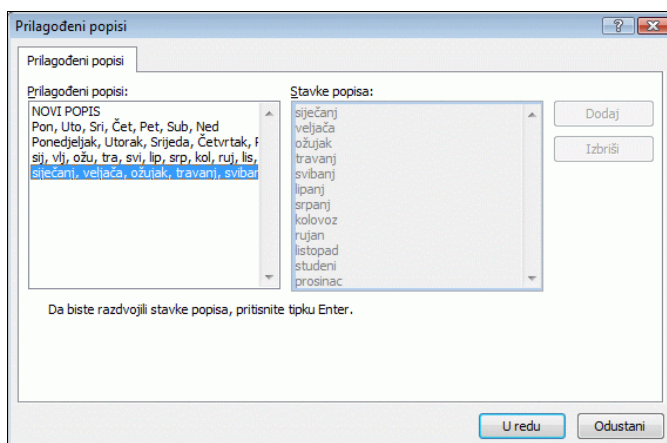 Prilagođeni popisi
Prilagođeni popisi
Prilagođeni popisi:
NOVI POPIS
Pon, Uto, Sri, Čet, Pet, Sub, Ned
Ponedjeljak, Utorak, Srijeda, Četvrtak, F
sij, vlj, ožu, tra, svi, lip, srp, kol, ruj, lis,
siječanj, veljača, ožujak, travanj, svibar
Stavke popisa:
siječanj
veljača
ožujak
travanj
svibanj
lipanj
srpanj
kolovoz
rujan
listopad
studeni
prosinac
Dodaj
Izbriši
Da biste razdvojili stavke popisa, pritisnite tipku Enter.
U redu
Odustani